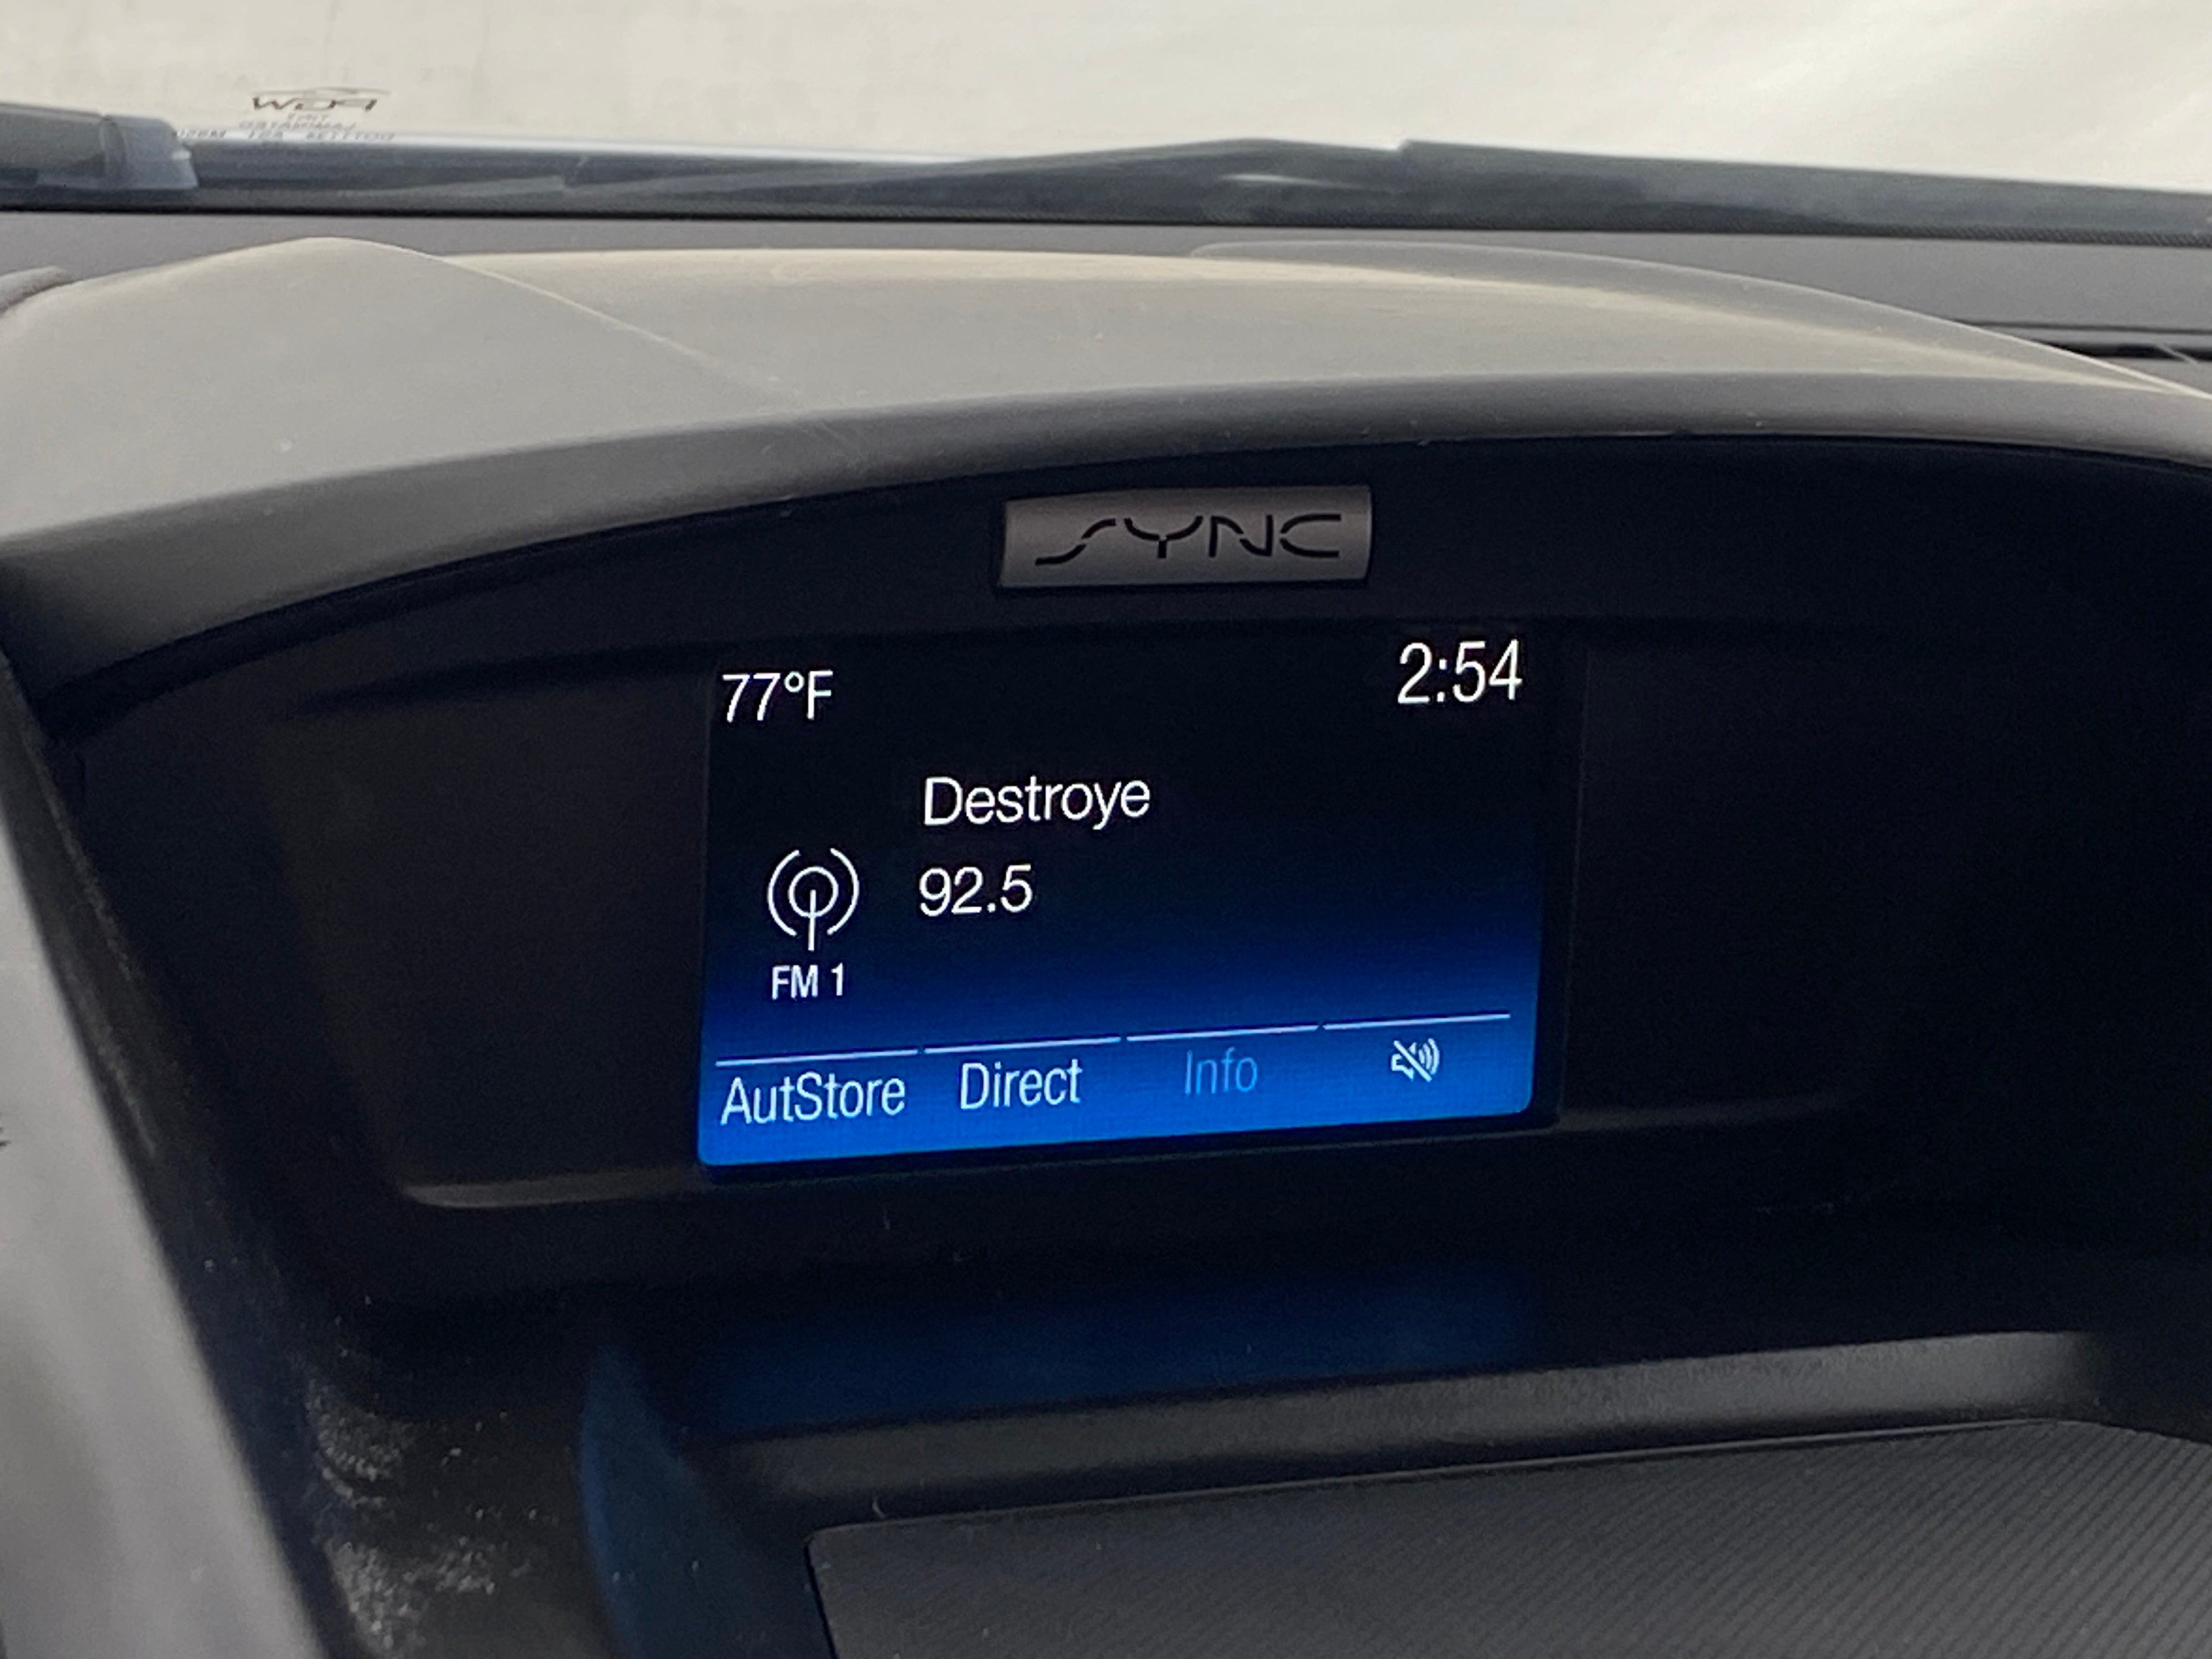 SYNC
77°F 2:54
Destroye
92.5
FM 1
AutStore Direct Info